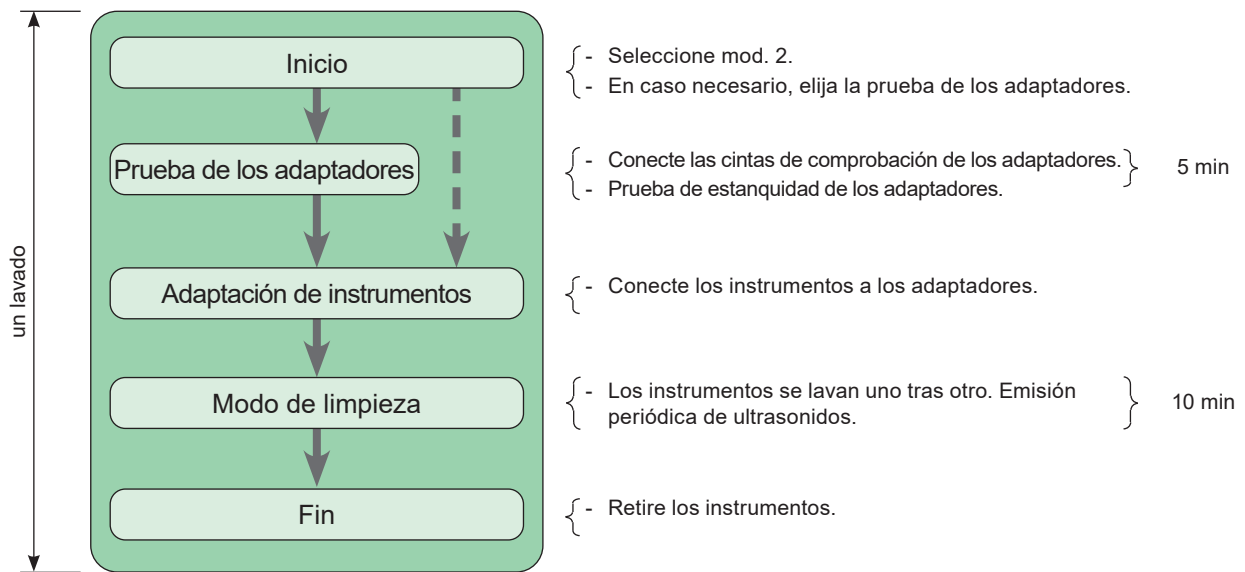 un lavado
Inicio
- Seleccione mod. 2.
- En caso necesario, elija la prueba de los adaptadores.
Prueba de los adaptadores
- Conecte las cintas de comprobación de los adaptadores.
- Prueba de estanquidad de los adaptadores.
5 min
Adaptación de instrumentos
- Conecte los instrumentos a los adaptadores.
Modo de limpieza
- Los instrumentos se lavan uno tras otro. Emisión
periódica de ultrasonidos.
10 min
Fin
- Retire los instrumentos.